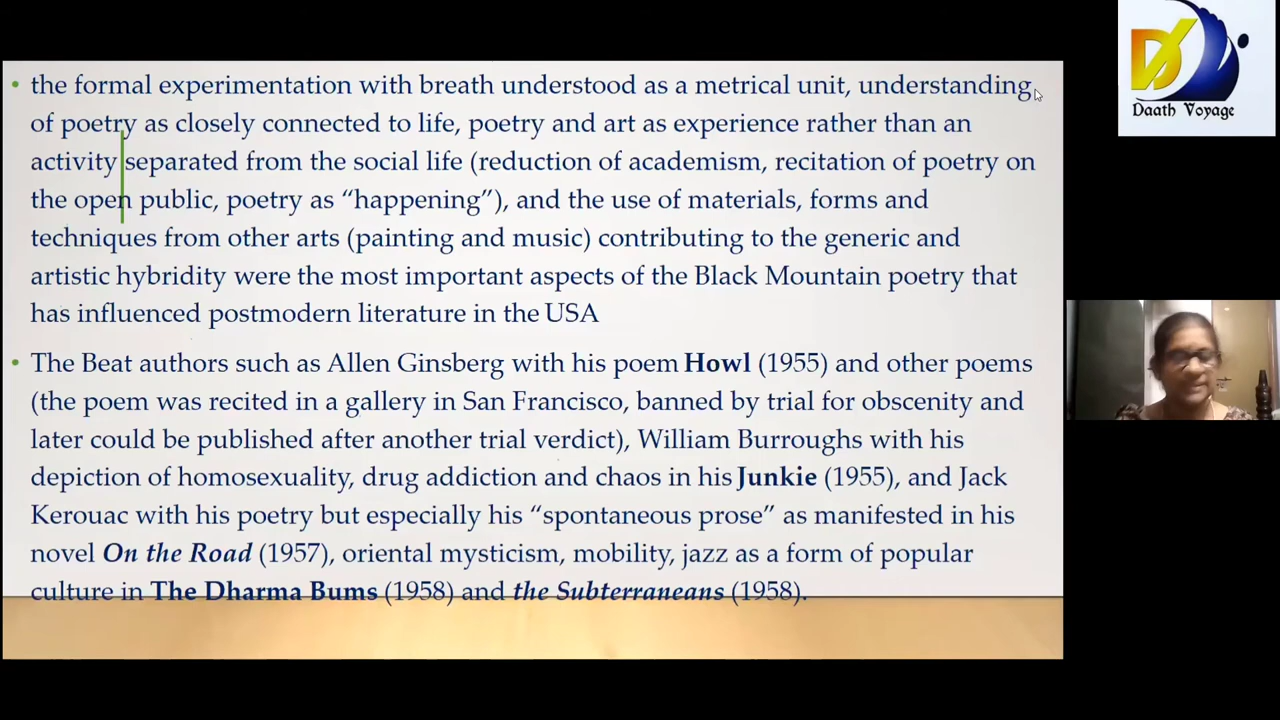 • the formal experimentation with breath understood as a metrical unit, understanding
of poetry as closely connected to life, poetry and art as experience rather than an
activity separated from the social life (reduction of academism, recitation of poetry on
the open public, poetry as “happening”), and the use of materials, forms and
techniques from other arts (painting and music) contributing to the generic and
artistic hybridity were the most important aspects of the Black Mountain poetry that
has influenced postmodern literature in the USA
• The Beat authors such as Allen Ginsberg with his poem Howl (1955) and other poems
(the poem was recited in a gallery in San Francisco, banned by trial for obscenity and
later could be published after another trial verdict), William Burroughs with his
depiction of homosexuality, drug addiction and chaos in his Junkie (1955), and Jack
Kerouac with his poetry but especially his “spontaneous prose” as manifested in his
novel On the Road (1957), oriental mysticism, mobility, jazz as a form of popular
culture in The Dharma Bums (1958) and the Subterraneans (1958).
DV
Daath Voyage